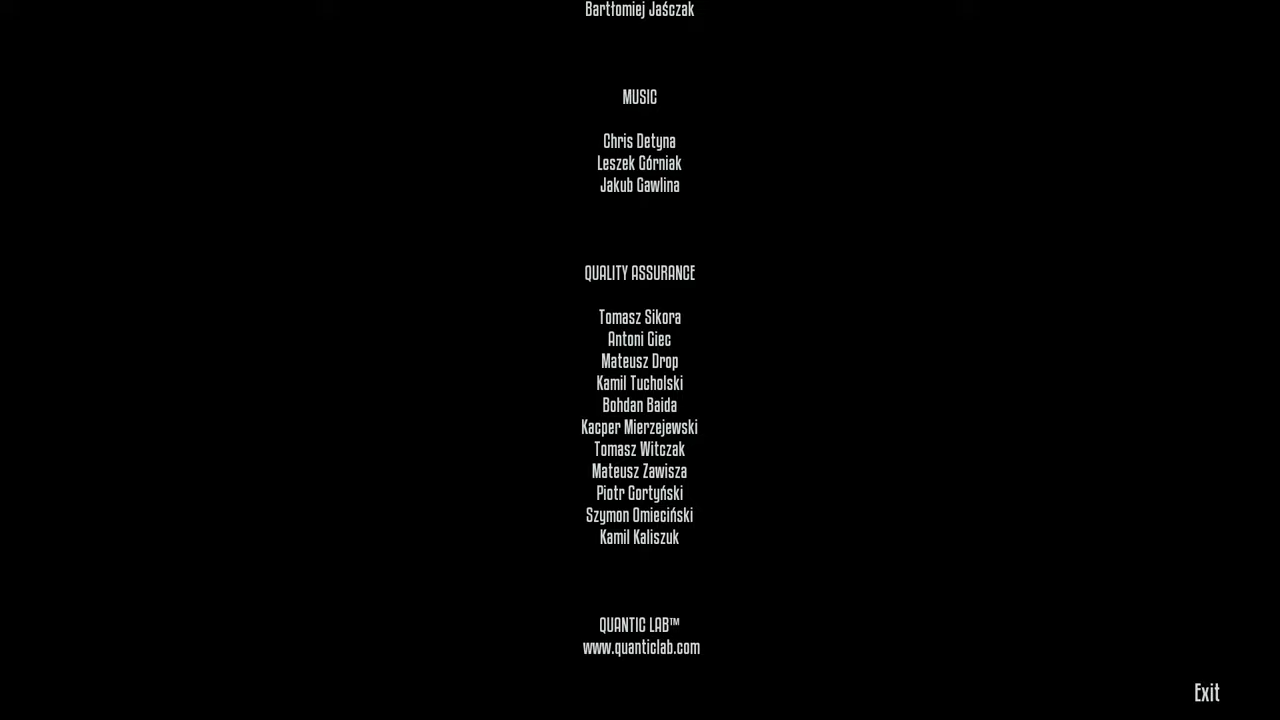 Bartłomiej Jaśczak
MUSIC
Chris Detyna
Leszek Górniak
Jakub Gawlina
QUALITY ASSURANCE
Tomasz Sikora
Antoni Giec
Mateusz Drop
Kamil Tucholski
Bohdan Baida
Kacper Mierzejewski
Tomasz Witczak
Mateusz Zawisza
Piotr Gortyński
Szymon Omieciński
Kamil Kaliszuk
QUANTIC LAB™
www.quanticlab.com
Exit